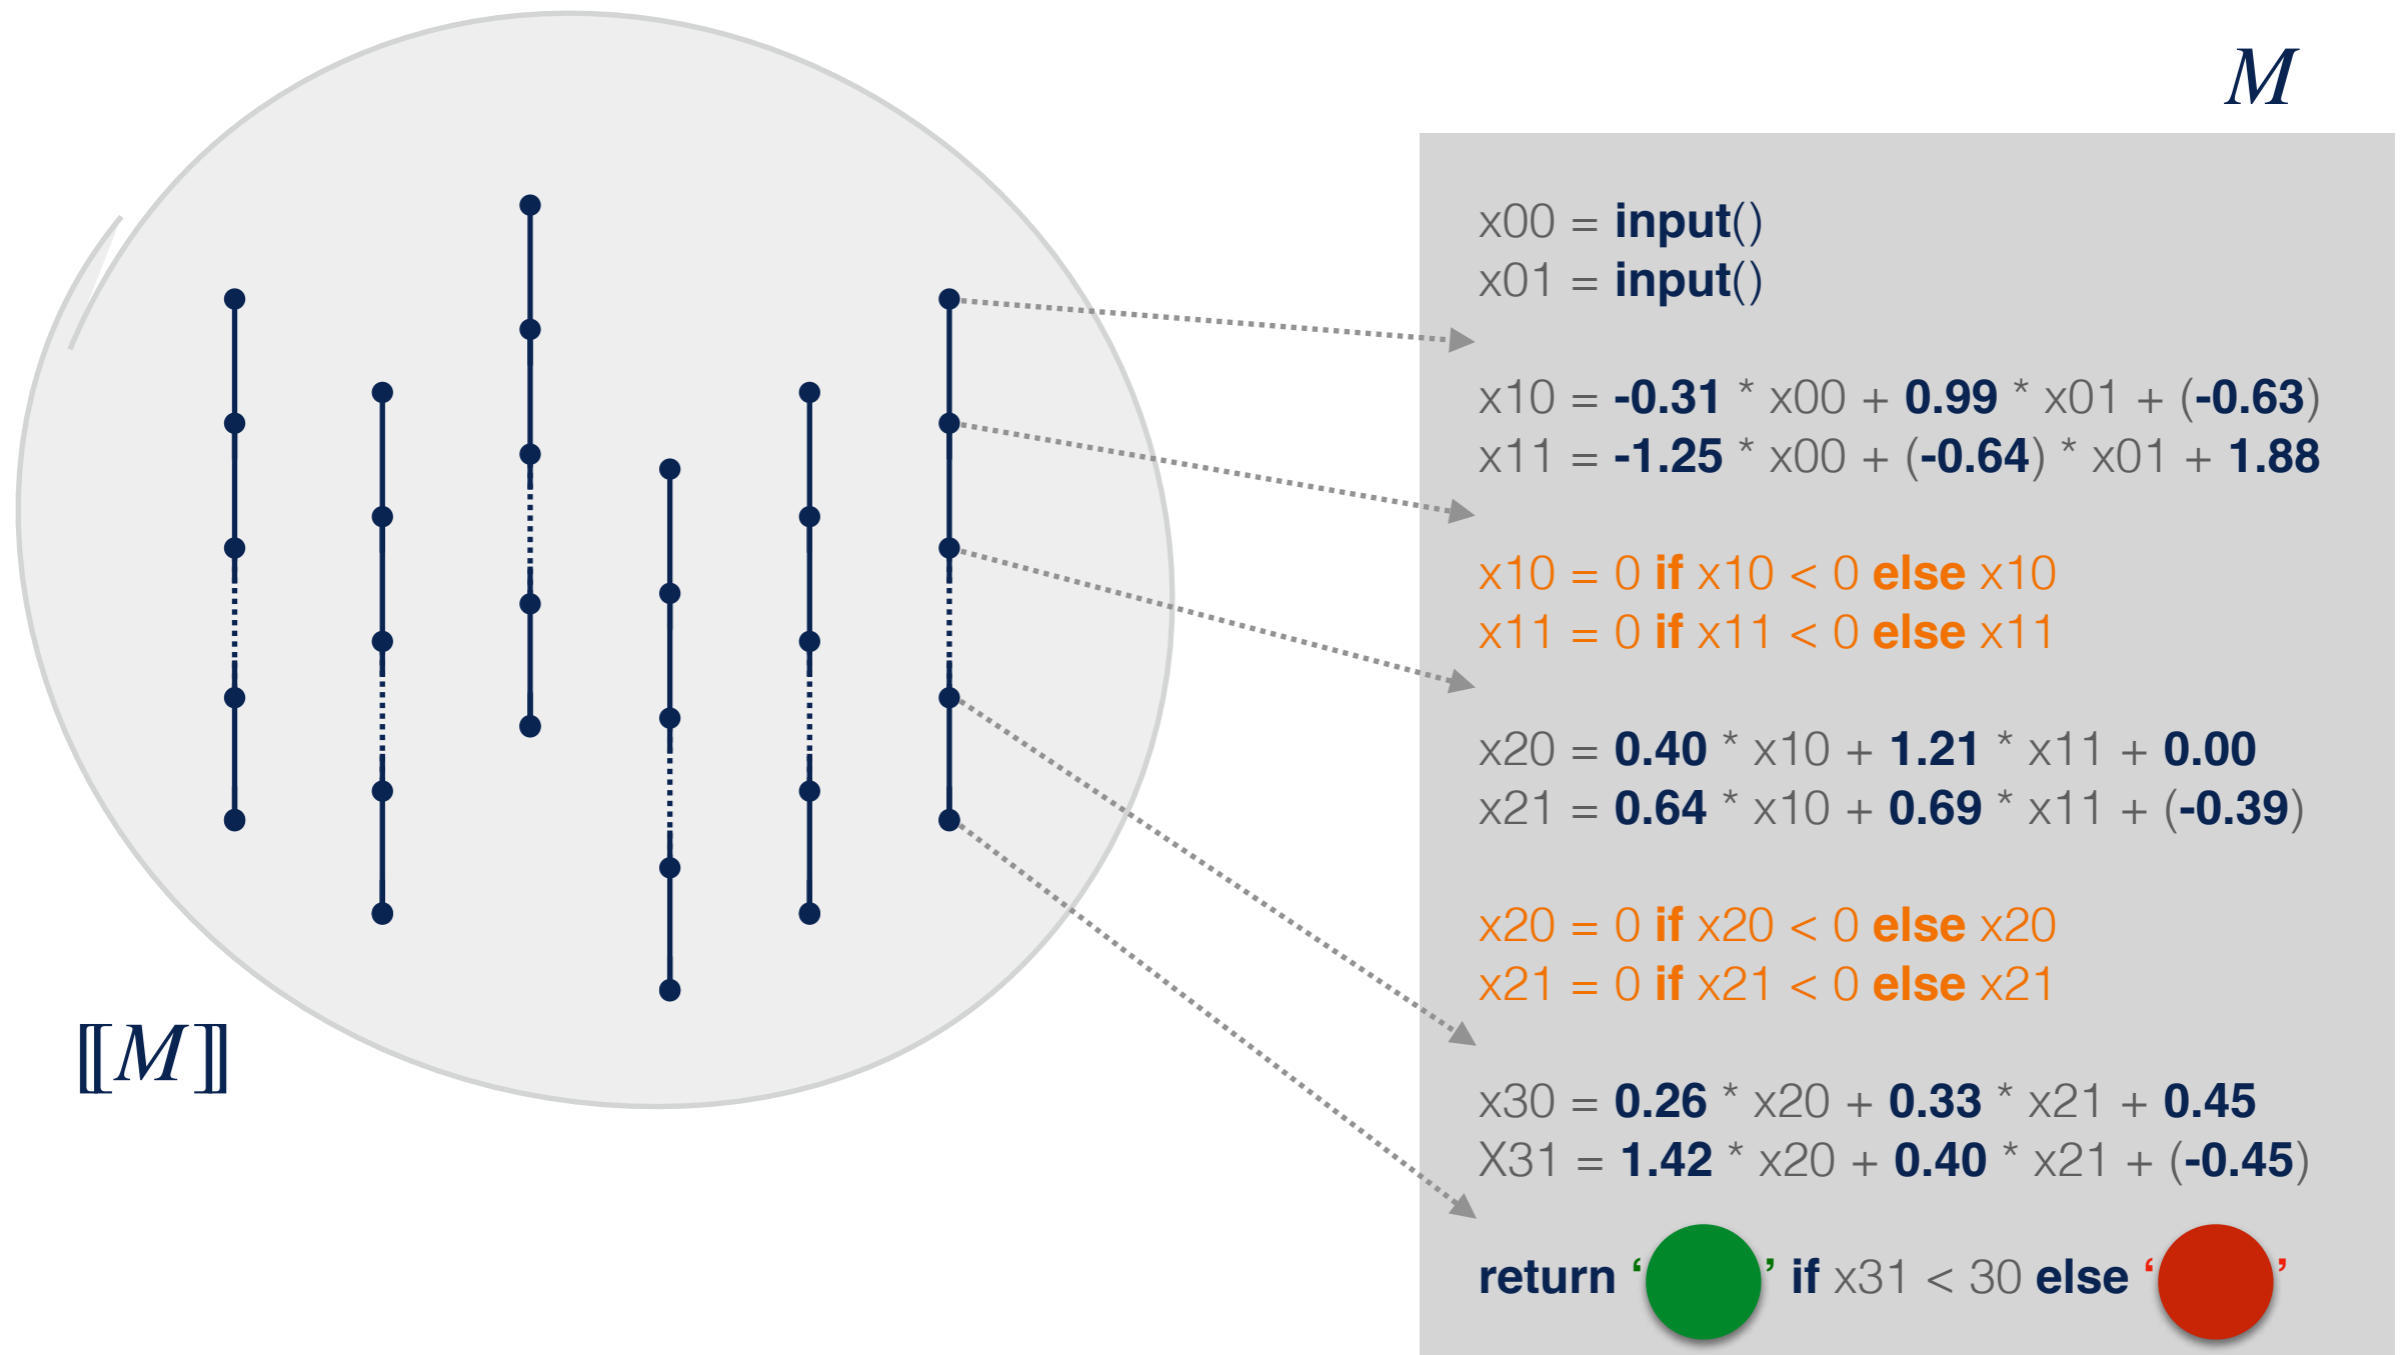 M
x00 = input()
x01 = input()
x10 = -0.31 * x00 + 0.99 * x01 + (-0.63)
x11 = -1.25 * x00 + (-0.64) * x01 + 1.88
x10 = 0 if x10 < 0 else x10
x11 = 0 if x11 < 0 else x11
x20 = 0.40 * x10 + 1.21 * x11 + 0.00
x21 = 0.64 * x10 + 0.69 * x11 + (-0.39)
x20 = 0 if x20 < 0 else x20
x21 = 0 if x21 < 0 else x21
x30 = 0.26 * x20 + 0.33 * x21 + 0.45
X31 = 1.42 * x20 + 0.40 * x21 + (-0.45)
return ‘ ’ if x31 < 30 else ‘ ’
⟦M⟧